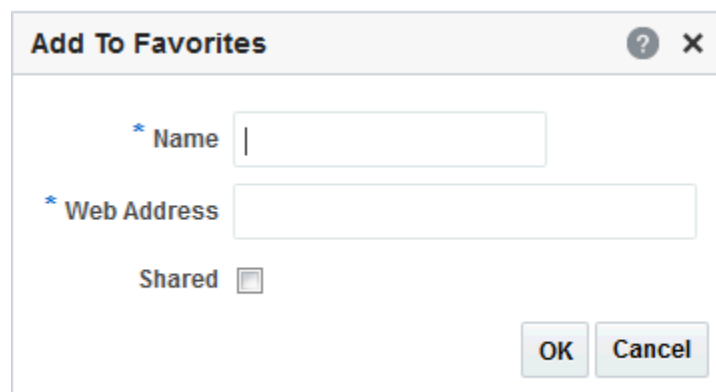 Add To Favorites ?
* Name
* Web Address
Shared
OK Cancel